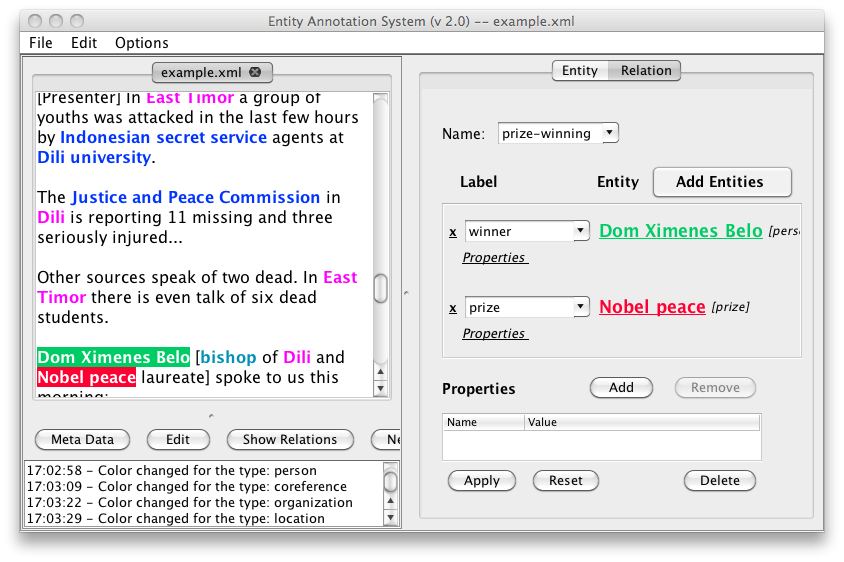 Entity Annotation System (v 2.0) -- example.xml
File Edit Options
example.xml
[Presenter] In East Timor a group of
youths was attacked in the last few hours
by Indonesian secret service agents at
Dili university.
The Justice and Peace Commission in
Dili is reporting 11 missing and three
seriously injured...
Other sources speak of two dead. In East
Timor there is even talk of six dead
students.
Dom Ximenes Belo [bishop of Dili and
Nobel peace laureate] spoke to us this
morning:
Meta Data Edit Show Relations Ne
17:02:58 – Color changed for the type: person
17:03:09 – Color changed for the type: coreference
17:03:22 – Color changed for the type: organization
17:03:29 – Color changed for the type: location
Entity Relation
Name: prize-winning
Label Entity Add Entities
x winner Dom Ximenes Belo [pers
Properties
x prize Nobel peace [prize]
Properties
Properties Add Remove
Name Value
Apply Reset Delete